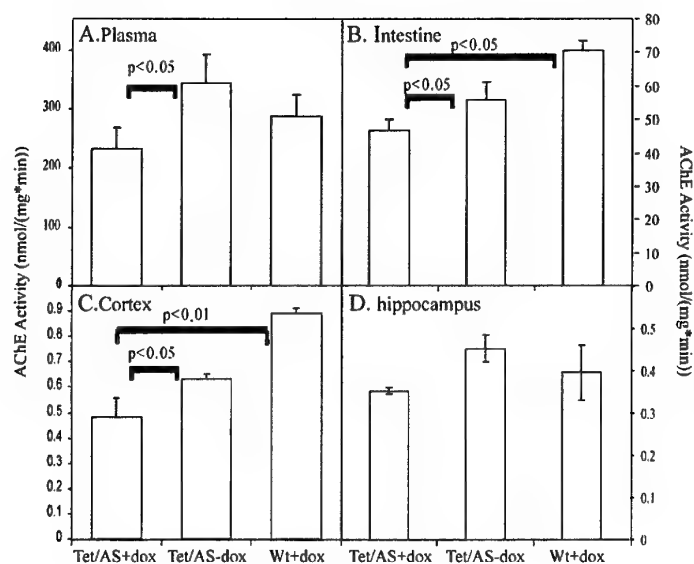 A.Plasma
p<0.05
B. Intestine
p<0.05
p<0.05
C.Cortex
p<0.01
p<0.05
D. hippocampus
AChE Activity (nmol/(mg*min))
400
300
200
100
0
0.9
0.8
0.7
0.6
0.5
0.4
0.3
0.2
0.1
0
80
70
60
50
40
30
20
10
0
0.5
0.4
0.3
0.2
0.1
0
AChE Activity (nmol/(mg*min))
Tet/AS+dox Tet/AS-dox Wt+dox Tet/AS+dox Tet/AS-dox Wt+dox